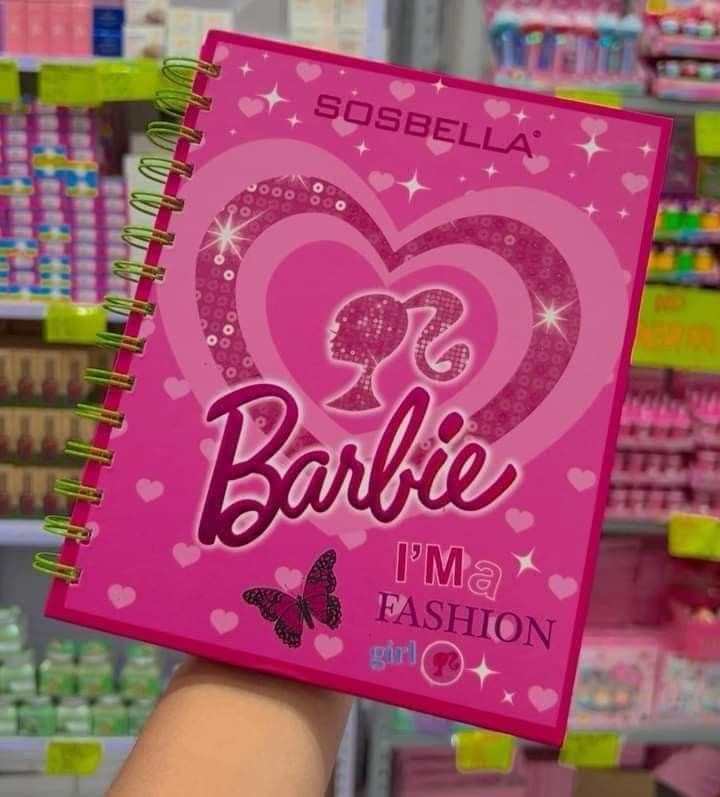 SOSBELLA
Barbie
I'M a
FASHION
girl